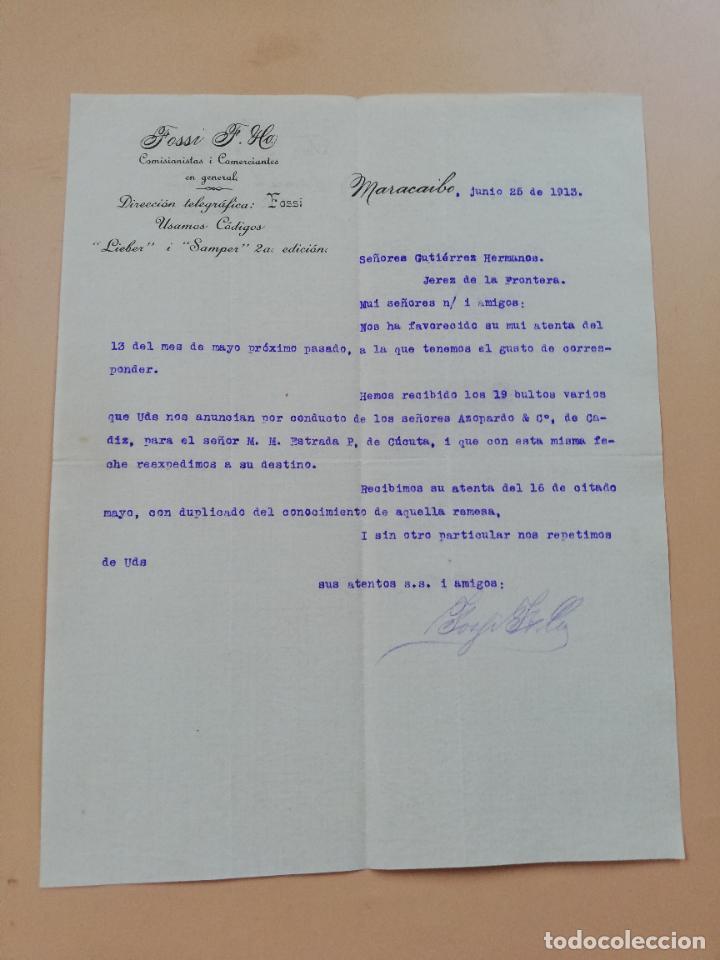 Fossi F. Ho
Comisionistas i Comerciantes
en general.
Dirección telegráfica: Fossi
Usamos Códigos
"Lieber" i "Samper" 2a. edición.
Maracaibo, junio 25 de 1913.
Señores Gutiérrez Hermanos.
Jerez de la Frontera.
Mui señores n/ i amigos:
Nos ha favorecido su mui atenta del
13 del mes de mayo próximo pasado, a la que tenemos el gusto de corres-
ponder.
Hemos recibido los 19 bultos varios
que Uds nos anuncian por conducto de los señores Azopardo & Cº, de Ca-
diz, para el señor M. M. Estrada P, de Cúcuta, i que con esta misma fe-
che reexpedimos a su destino.
Recibimos su atenta del 16 de citado
mayo, con duplicado del conocimiento de aquella remesa,
I sin otro particular nos repetimos
de Uds
sus atentos s.s. i amigos:
todocoleccion.net